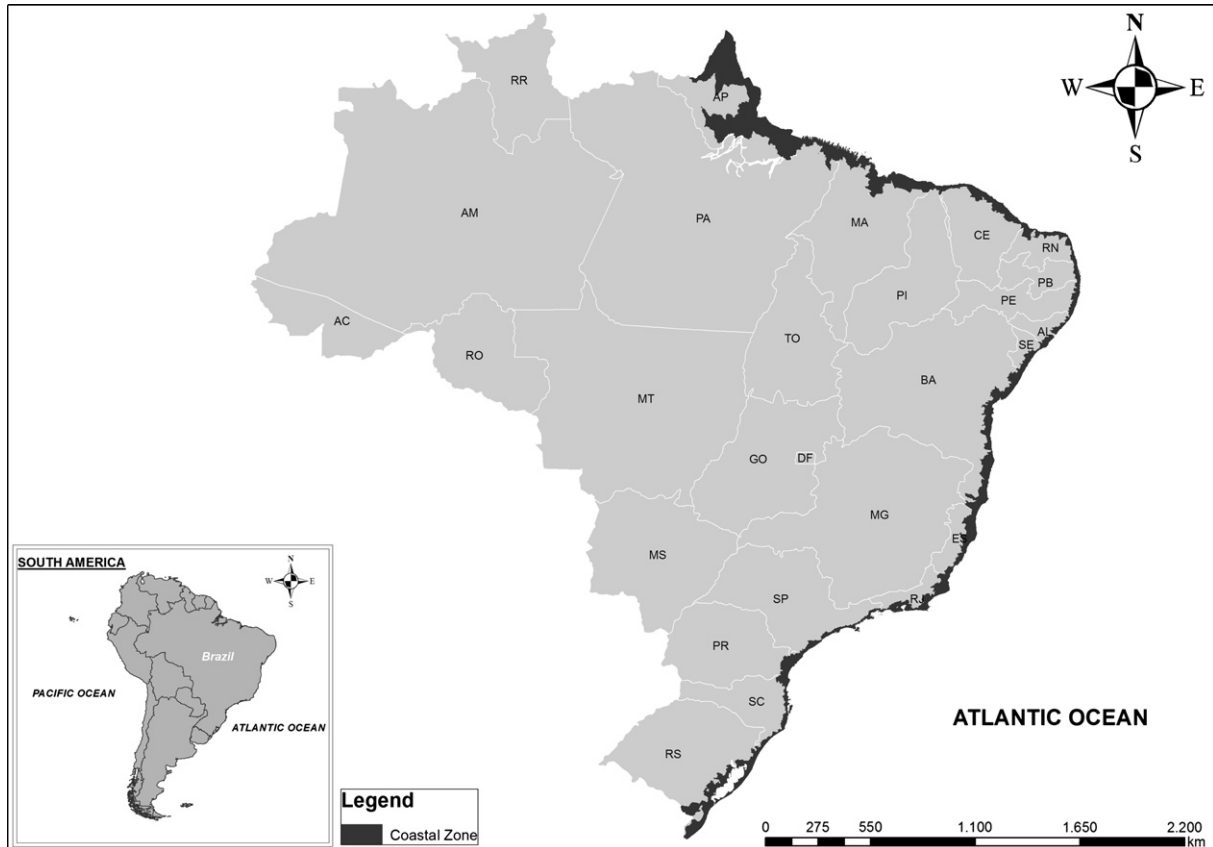 N
W E
S
RR
AP
AM
PA
MA
CE
RN
PB
PI
PE
AC
AL
SE
TO
RO
BA
MT
GO
DF
MG
E
MS
SP
RJ
PR
SC
RS
ATLANTIC OCEAN
SOUTH AMERICA
N
W E
S
Brazil
PACIFIC OCEAN
ATLANTIC OCEAN
Legend
Coastal Zone
0 275 550 1.100 1.650 2.200
km